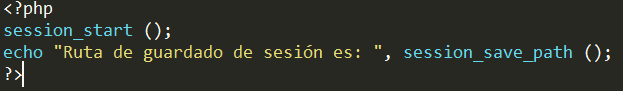 <?php
session_start ();
echo "Ruta de guardado de sesión es: ", session_save_path ();
?>